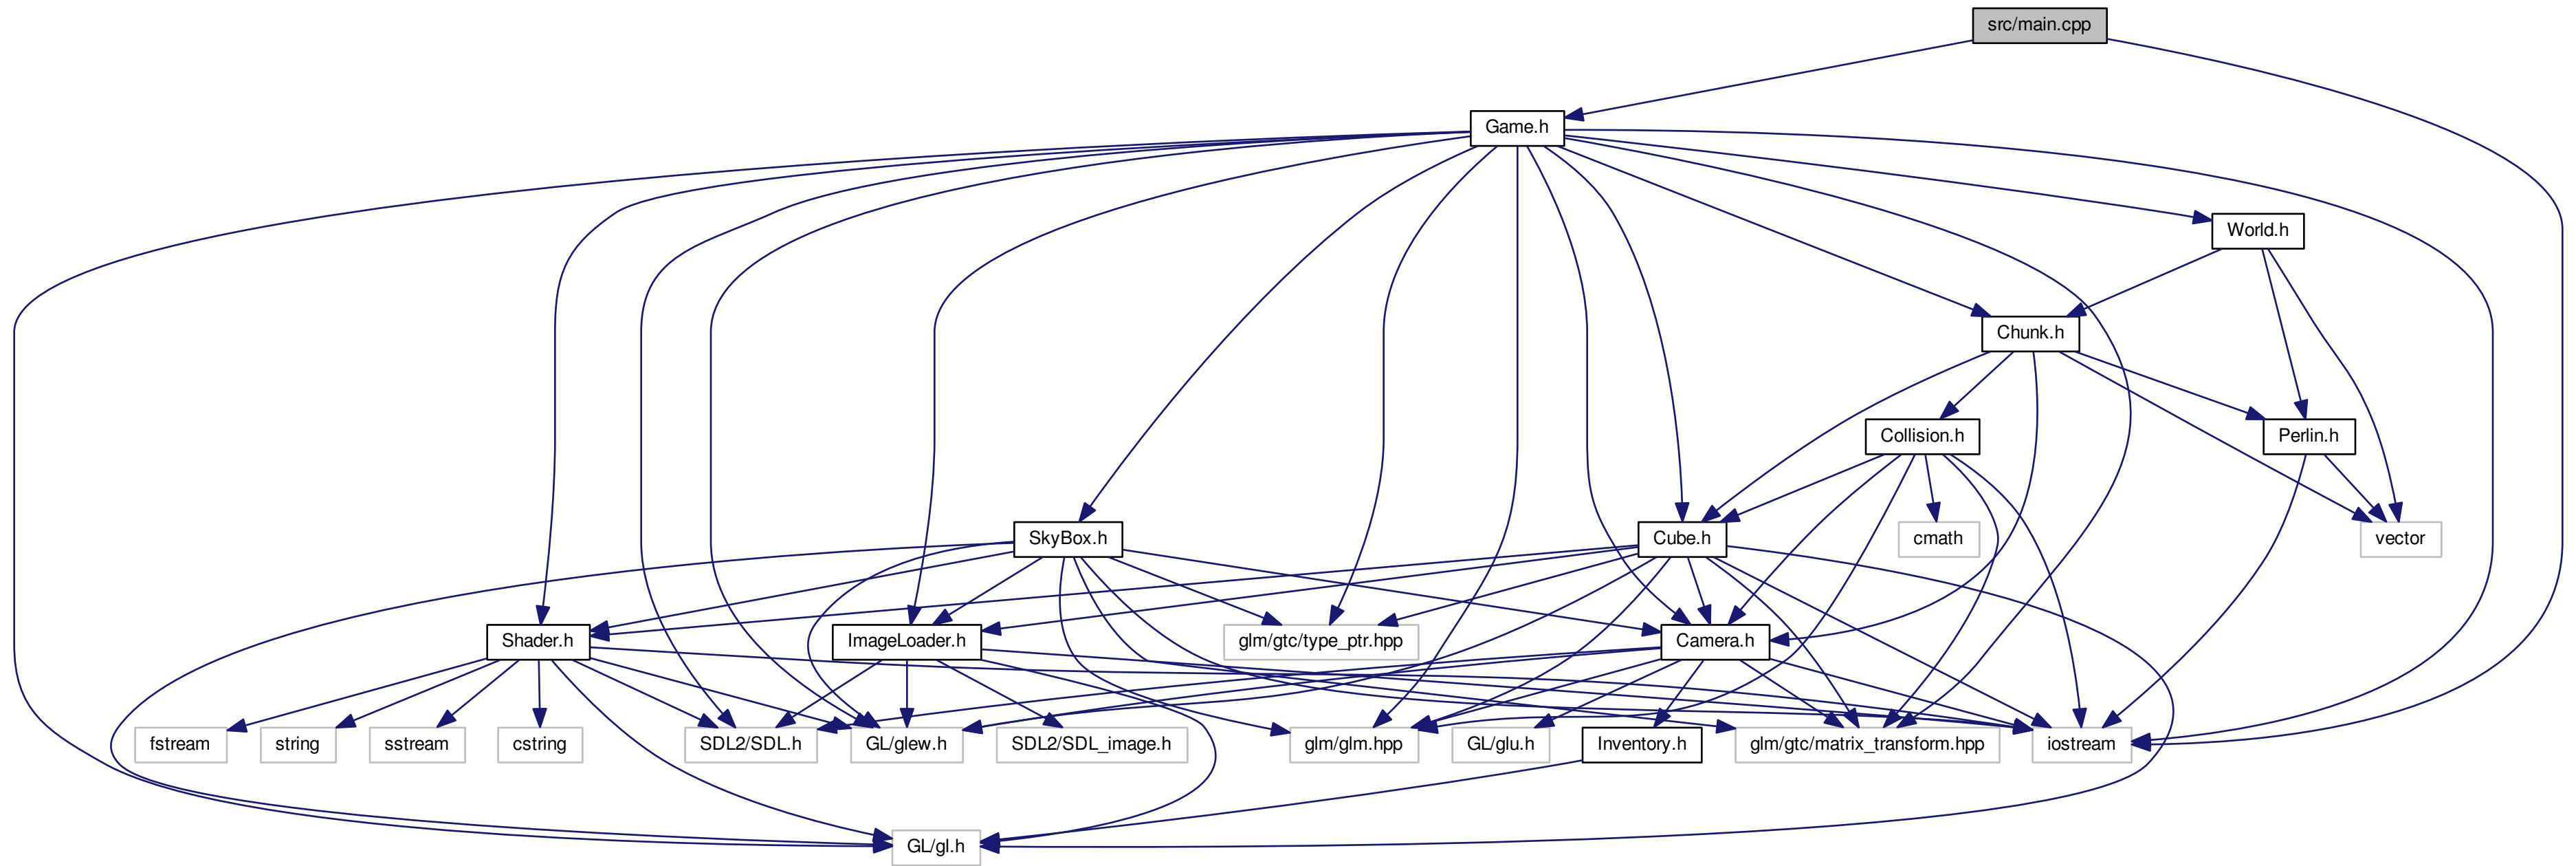 src/main.cpp
Game.h
World.h
Chunk.h
Collision.h
Perlin.h
SkyBox.h
Cube.h
cmath
vector
Shader.h
ImageLoader.h
glm/gtc/type_ptr.hpp
Camera.h
fstream
string
sstream
cstring
SDL2/SDL.h
GL/glew.h
SDL2/SDL_image.h
glm/glm.hpp
GL/glu.h
Inventory.h
glm/gtc/matrix_transform.hpp
iostream
GL/gl.h